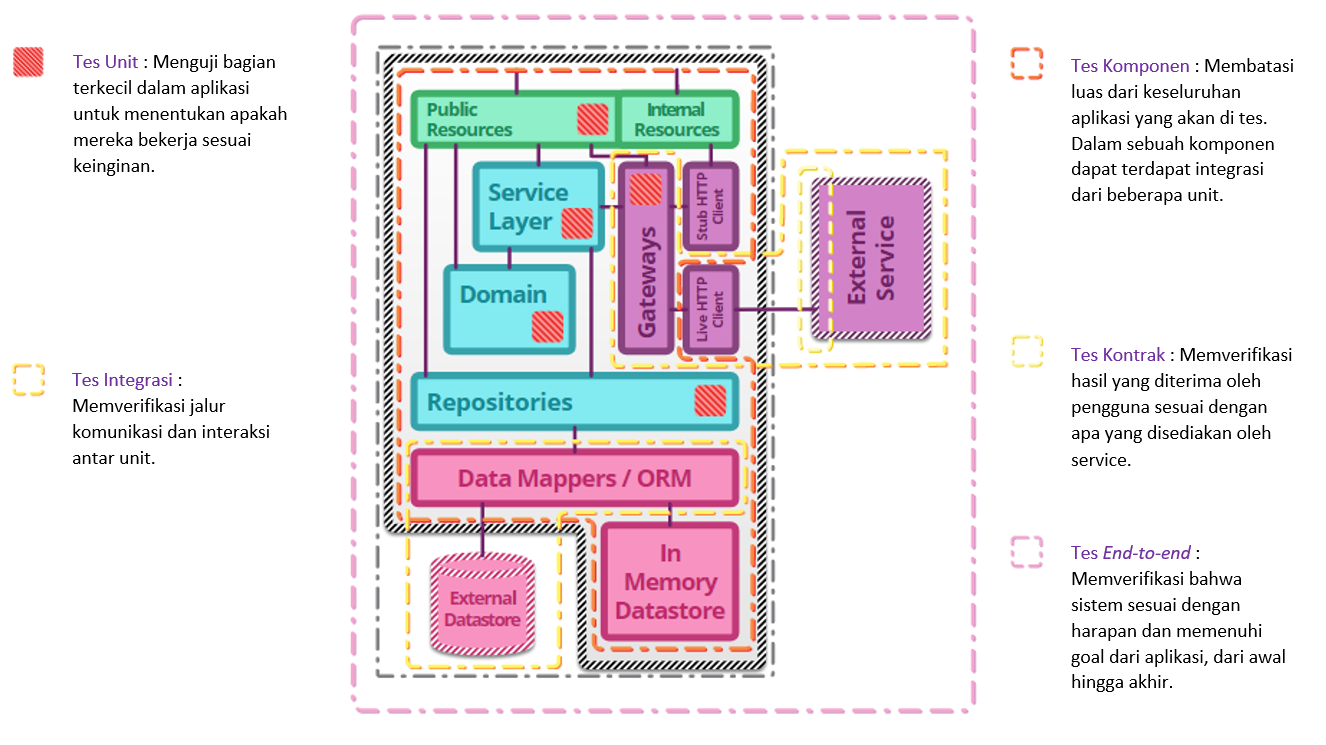 Tes Unit : Menguji bagian
terkecil dalam aplikasi
untuk menentukan apakah
mereka bekerja sesuai
keinginan.
Tes Integrasi :
Memverifikasi jalur
komunikasi dan interaksi
antar unit.
Public
Resources
Internal
Resources
Service
Layer
Domain
Gateways
Stub HTTP
Client
Live HTTP
Client
External
Service
Repositories
Data Mappers / ORM
External
Datastore
In
Memory
Datastore
Tes Komponen : Membatasi
luas dari keseluruhan
aplikasi yang akan di tes.
Dalam sebuah komponen
dapat terdapat integrasi
dari beberapa unit.
Tes Kontrak : Memverifikasi
hasil yang diterima oleh
pengguna sesuai dengan
apa yang disediakan oleh
service.
Tes End-to-end :
Memverifikasi bahwa
sistem sesuai dengan
harapan dan memenuhi
goal dari aplikasi, dari awal
hingga akhir.